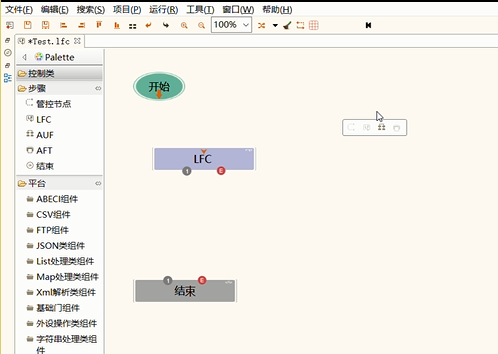 文件(F) 编辑(E) 搜索(S) 项目(P) 运行(R) 工具(T) 窗口(W) 帮助(H)
100%
*Test.lfc
Palette
控制类
步骤
管控节点
LFC
AUF
AFT
结束
平台
ABECI组件
CSV组件
FTP组件
JSON类组件
List处理类组件
Map处理类组件
Xml解析类组件
基础门组件
外设操作类组件
字符串处理类组
件
开始
LFC
1 E
1 E
结束